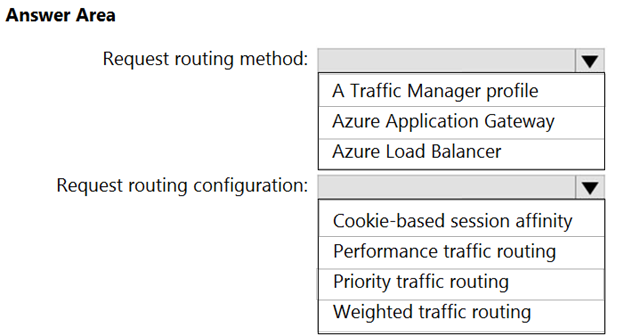 Answer Area
Request routing method:
A Traffic Manager profile
Azure Application Gateway
Azure Load Balancer
Request routing configuration:
Cookie-based session affinity
Performance traffic routing
Priority traffic routing
Weighted traffic routing